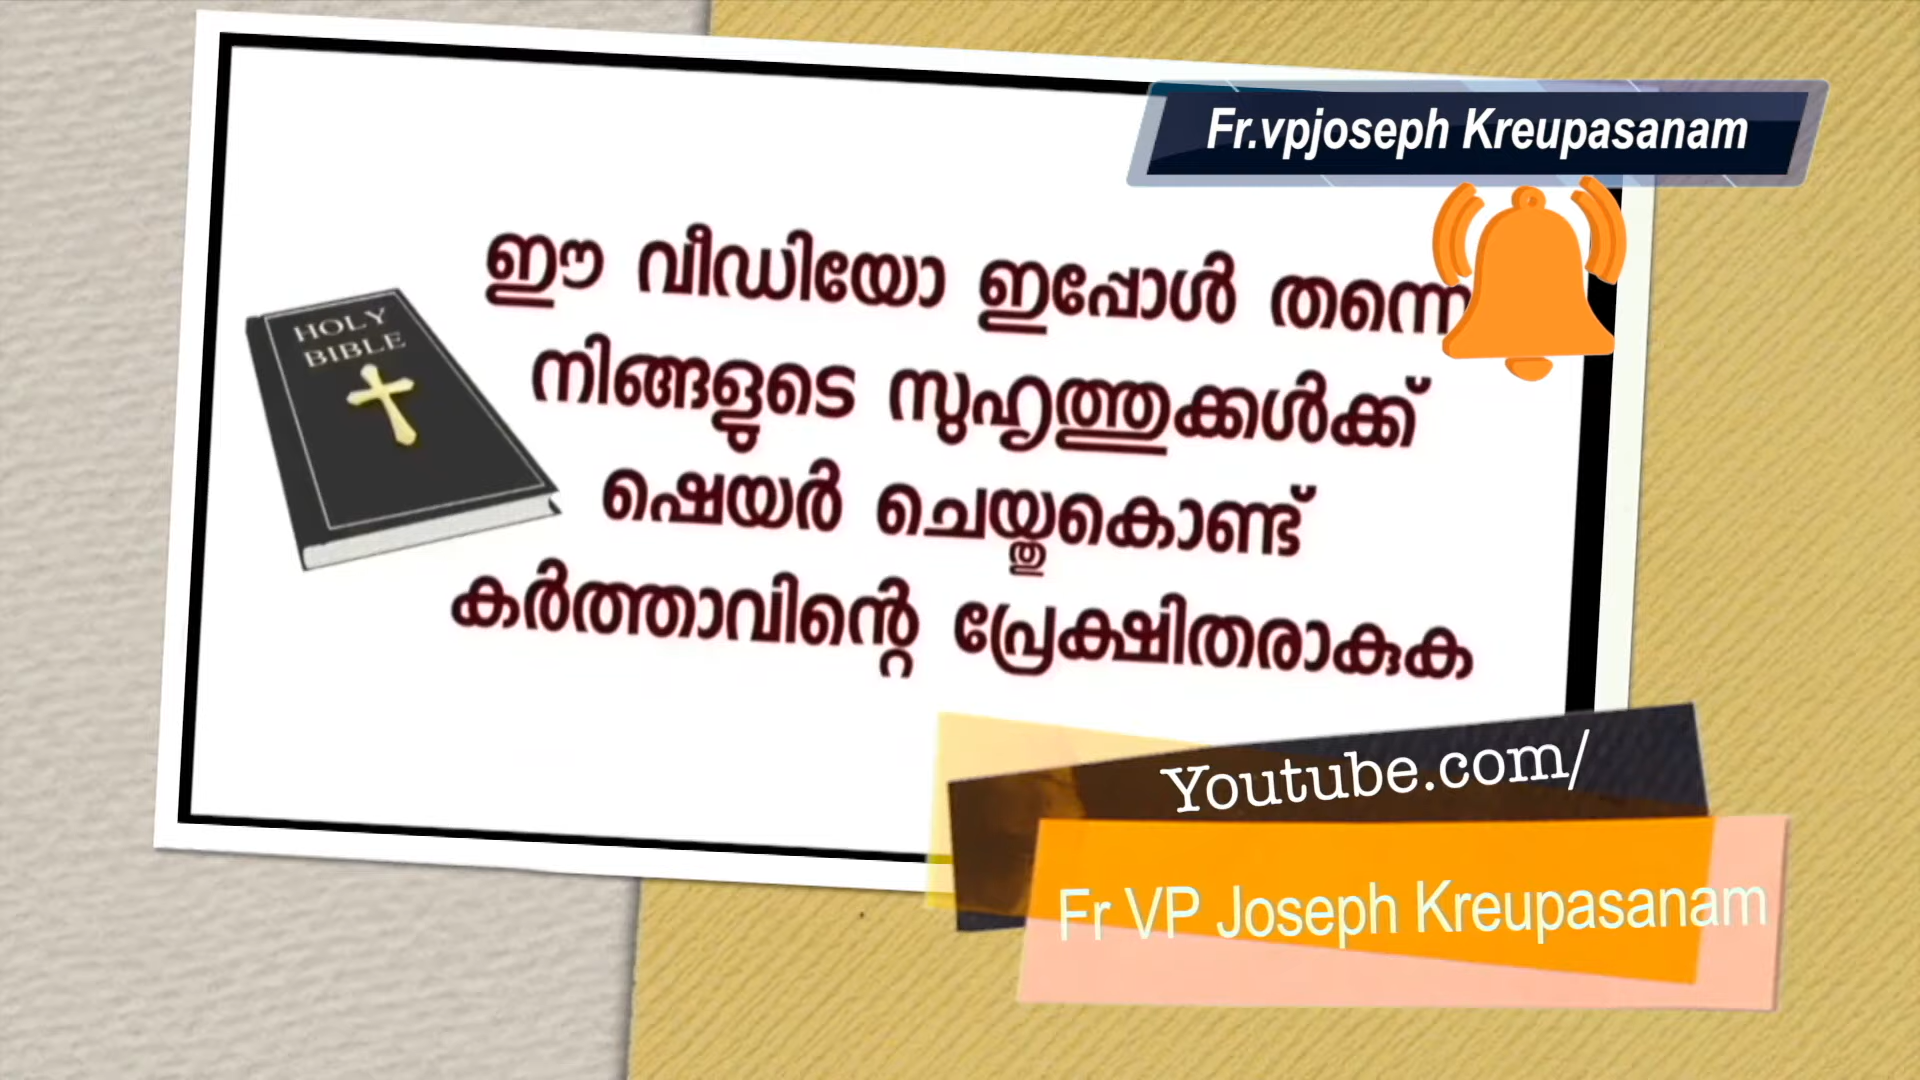 Fr.vpjoseph Kreupasanam
HOLY
BIBLE
ഈ വീഡിയോ ഇപ്പോൾ തന്നെ
നിങ്ങളുടെ സുഹൃത്തുക്കൾക്ക്
ഷെയർ ചെയ്തുകൊണ്ട്
കർത്താവിന്റെ പ്രേക്ഷിതരാകുക
Youtube.com/
Fr VP Joseph Kreupasanam